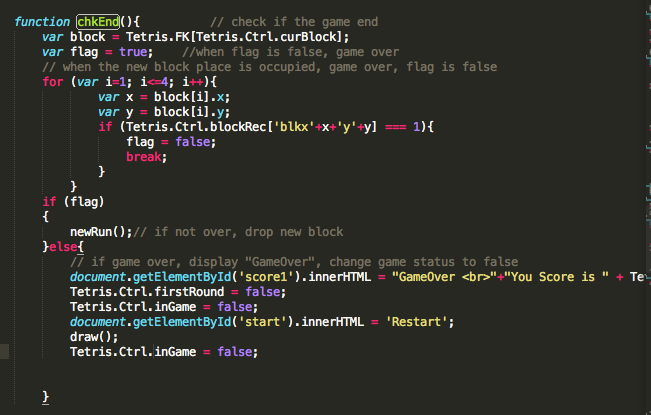 function chkEnd(){ // check if the game end
var block = Tetris.FK[Tetris.Ctrl.curBlock];
var flag = true; //when flag is false, game over
// when the new block place is occupied, game over, flag is false
for (var i=1; i<=4; i++){
var x = block[i].x;
var y = block[i].y;
if (Tetris.Ctrl.blockRec['blkx'+x+'y'+y] === 1){
flag = false;
break;
}
}
if (flag)
{
newRun();// if not over, drop new block
}else{
// if game over, display "GameOver", change game status to false
document.getElementById('score1').innerHTML = "GameOver <br>"+"You Score is " + Te
Tetris.Ctrl.firstRound = false;
Tetris.Ctrl.inGame = false;
document.getElementById('start').innerHTML = 'Restart';
draw();
Tetris.Ctrl.inGame = false;
}